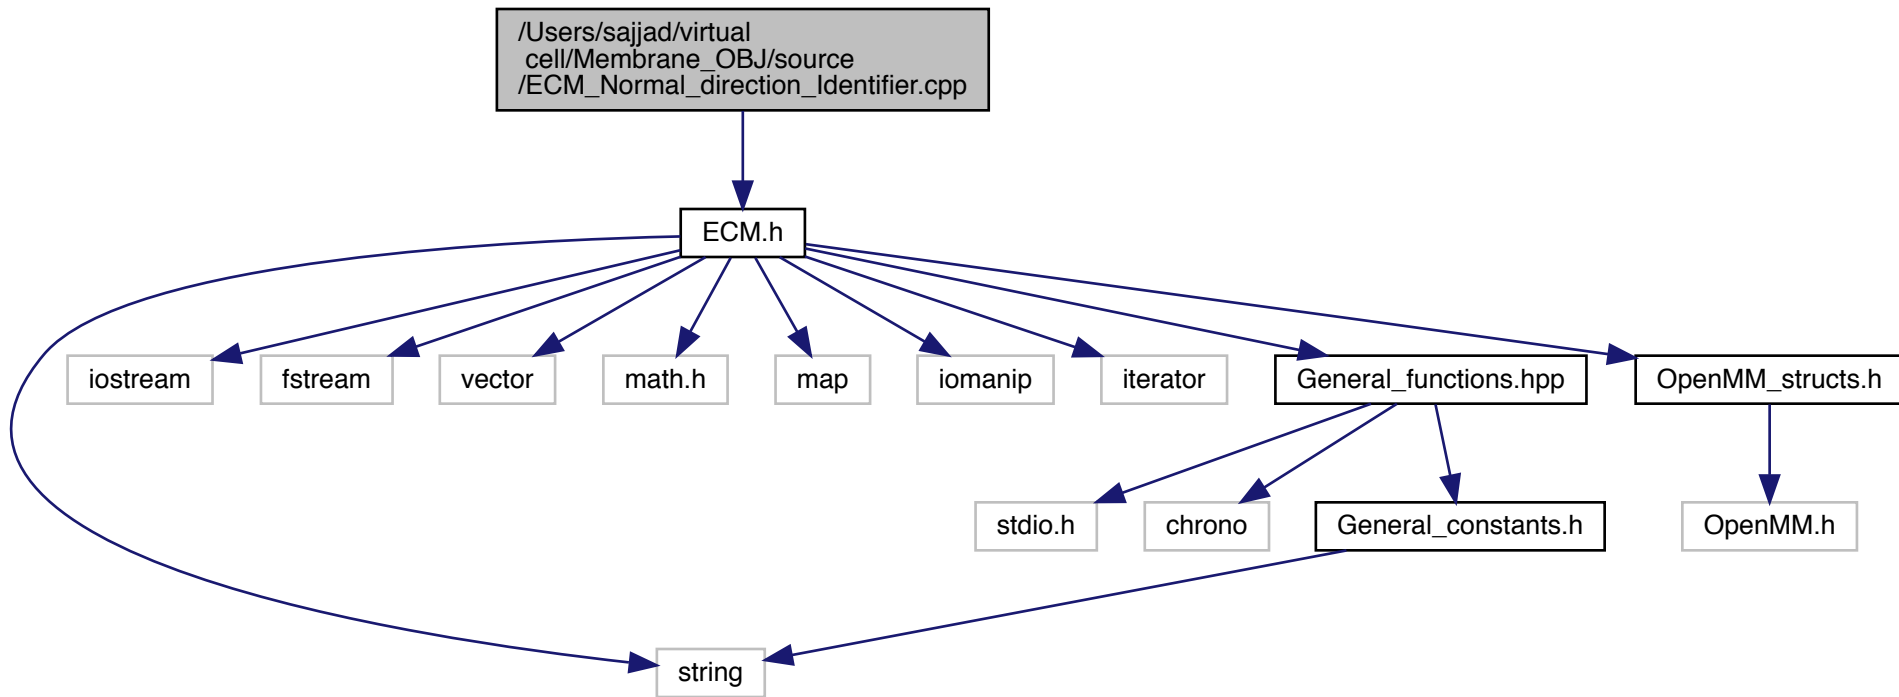 /Users/sajjad/virtual
cell/Membrane_OBJ/source
/ECM_Normal_direction_Identifier.cpp
ECM.h
iostream
fstream
vector
math.h
map
iomanip
iterator
General_functions.hpp
OpenMM_structs.h
stdio.h
chrono
General_constants.h
OpenMM.h
string